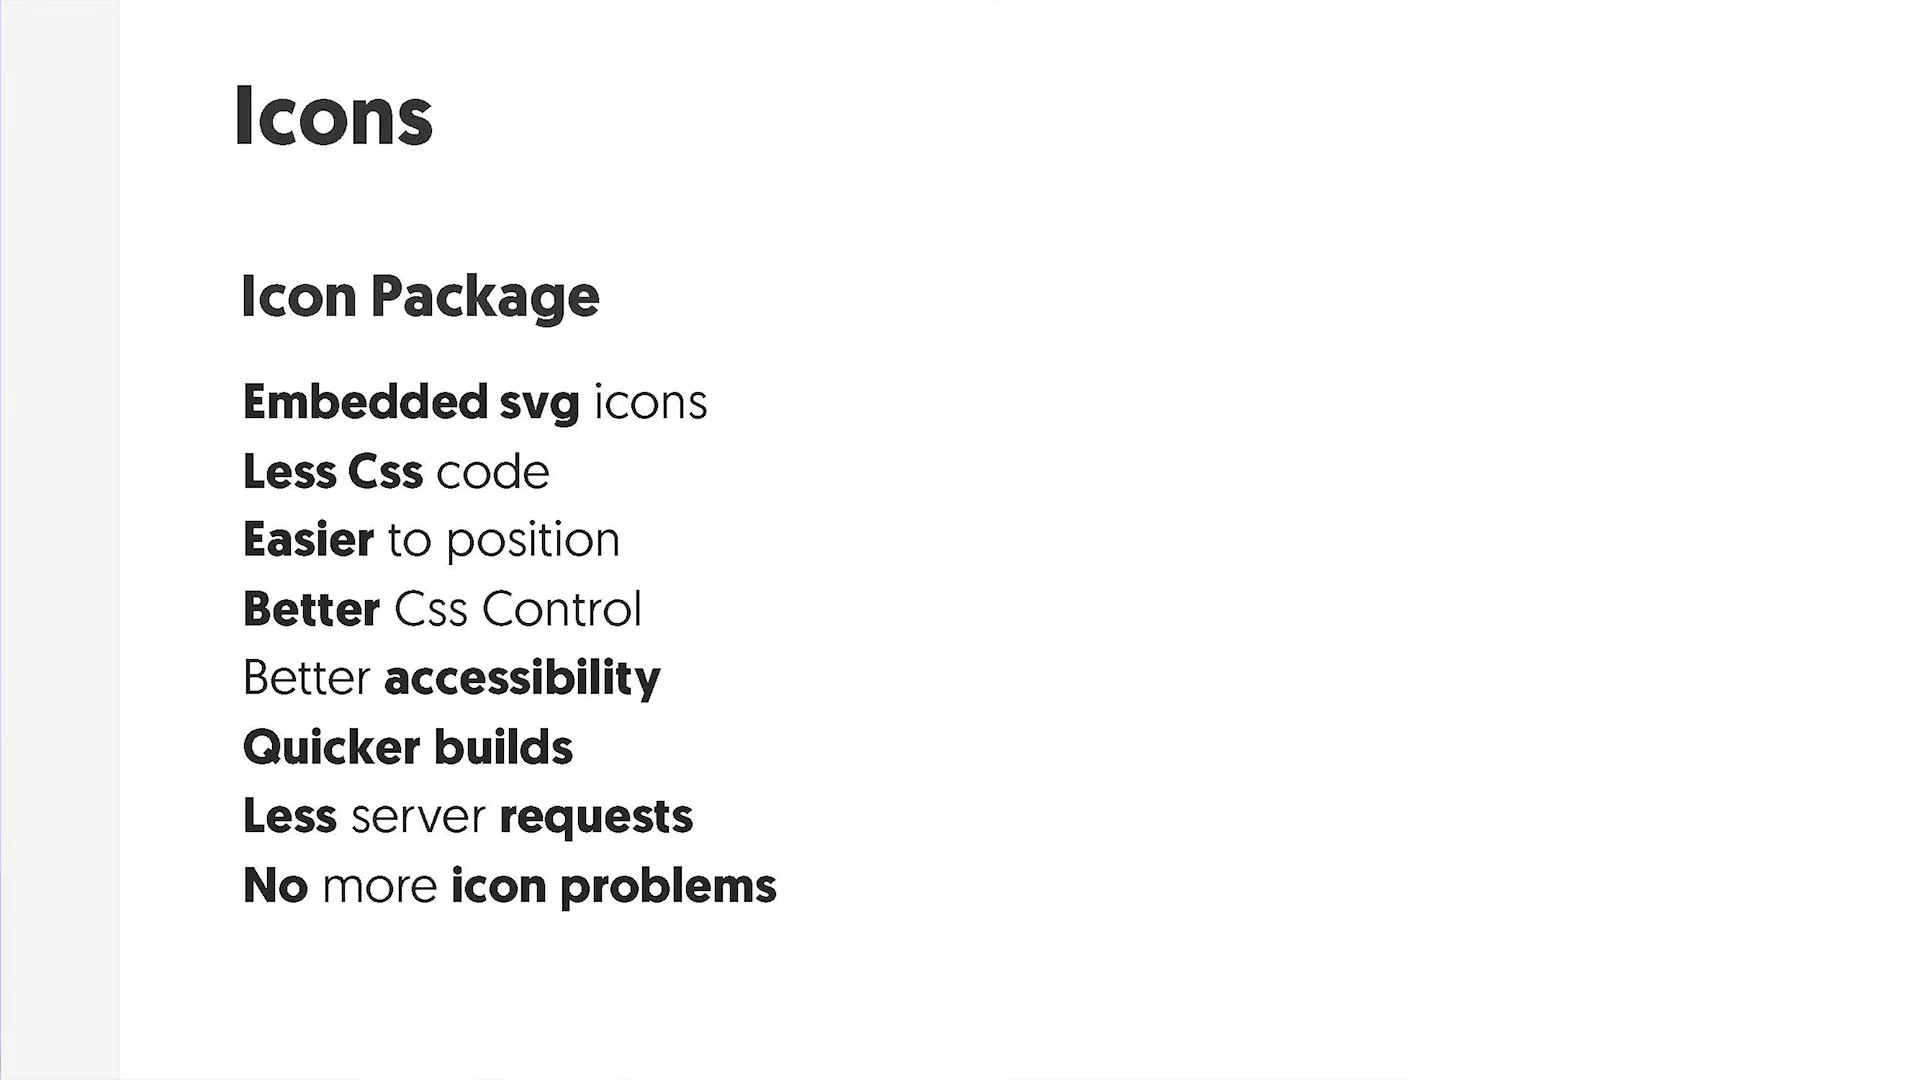 Icons
Icon Package
Embedded svg icons
Less Css code
Easier to position
Better Css Control
Better accessibility
Quicker builds
Less server requests
No more icon problems